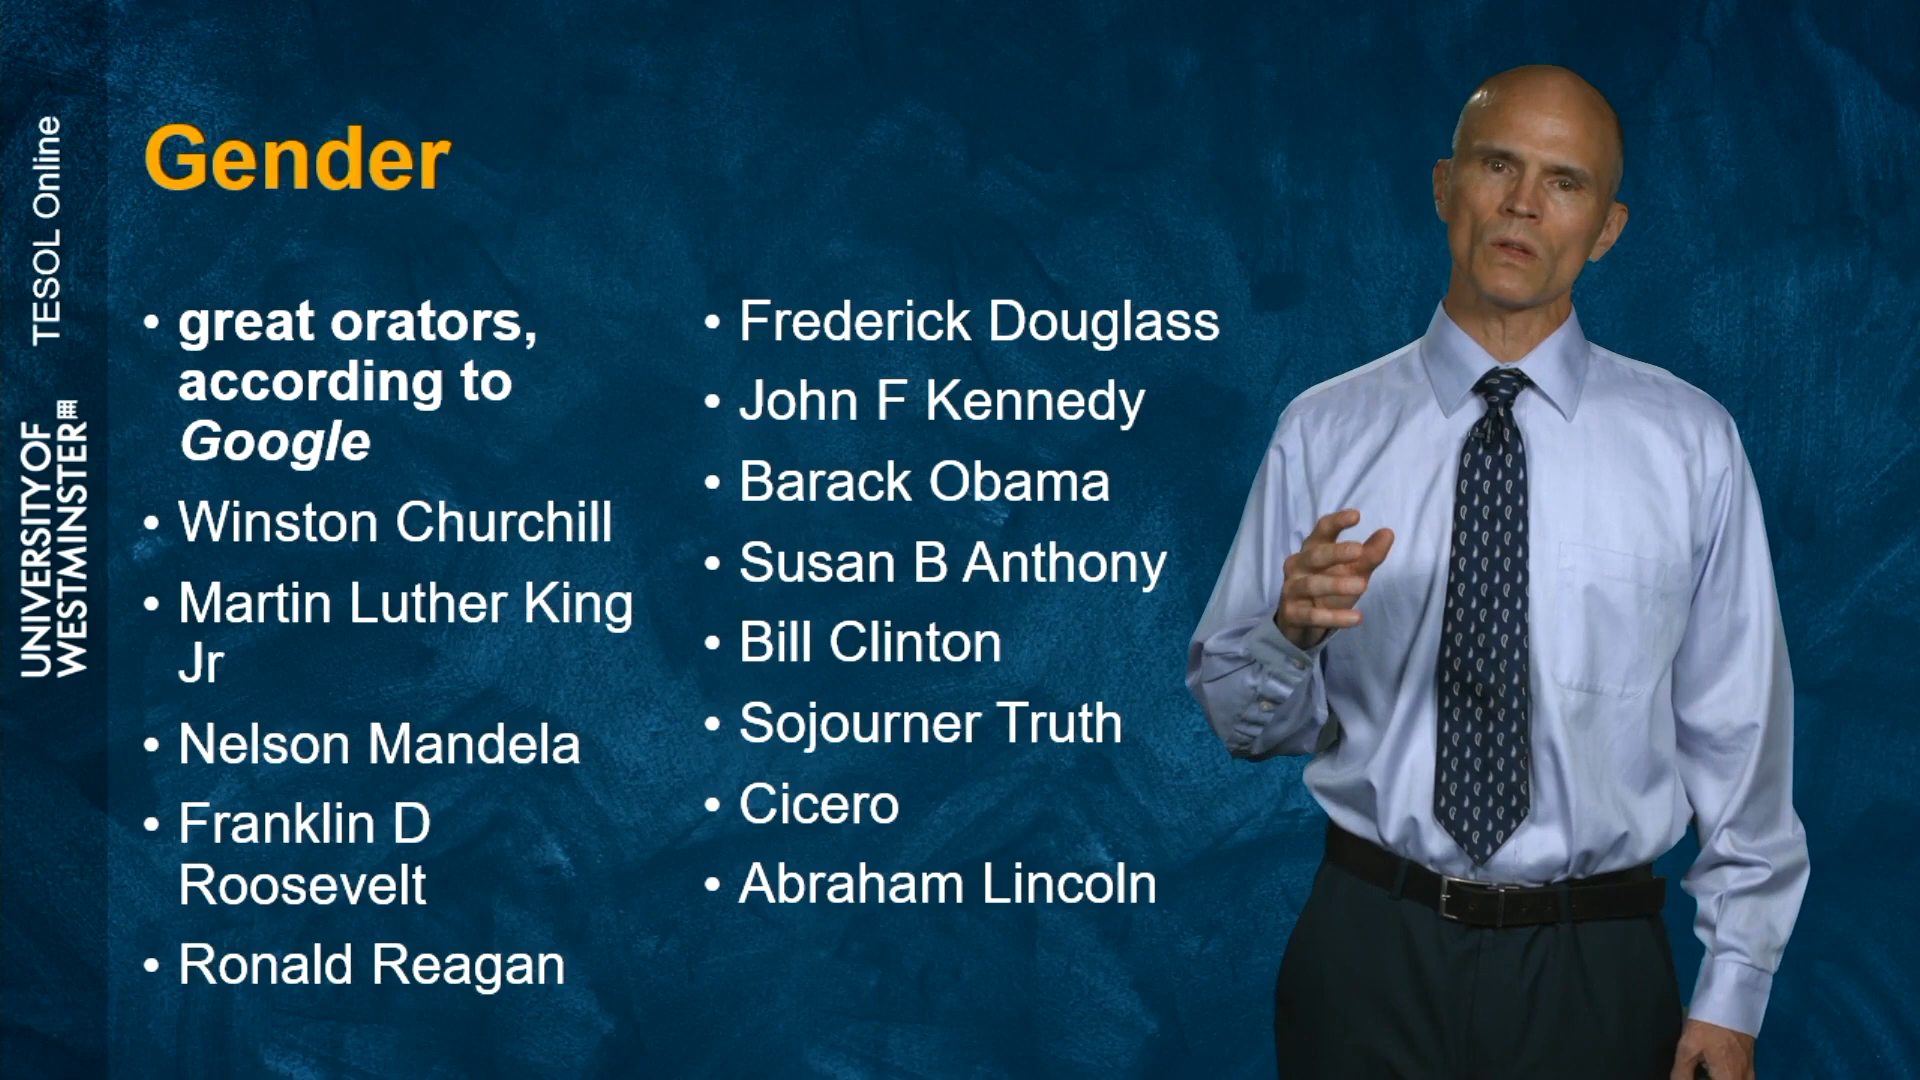 TESOL Online
UNIVERSITY OF
WESTMINSTER
Gender
• great orators,
according to
Google
• Winston Churchill
• Martin Luther King
Jr
• Nelson Mandela
• Franklin D
Roosevelt
• Ronald Reagan
• Frederick Douglass
• John F Kennedy
• Barack Obama
• Susan B Anthony
• Bill Clinton
• Sojourner Truth
• Cicero
• Abraham Lincoln